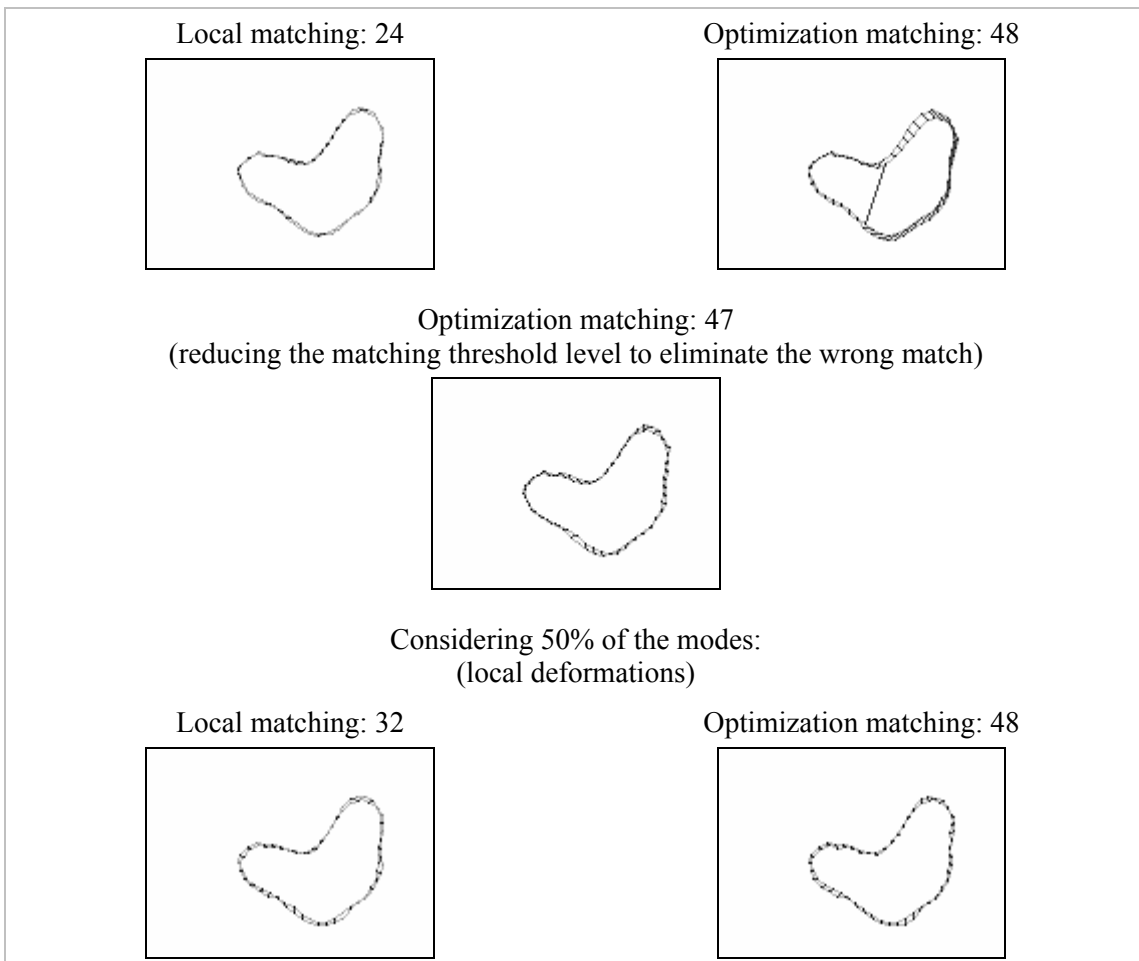 Local matching: 24
Optimization matching: 48
Optimization matching: 47
(reducing the matching threshold level to eliminate the wrong match)
Considering 50% of the modes:
(local deformations)
Local matching: 32
Optimization matching: 48